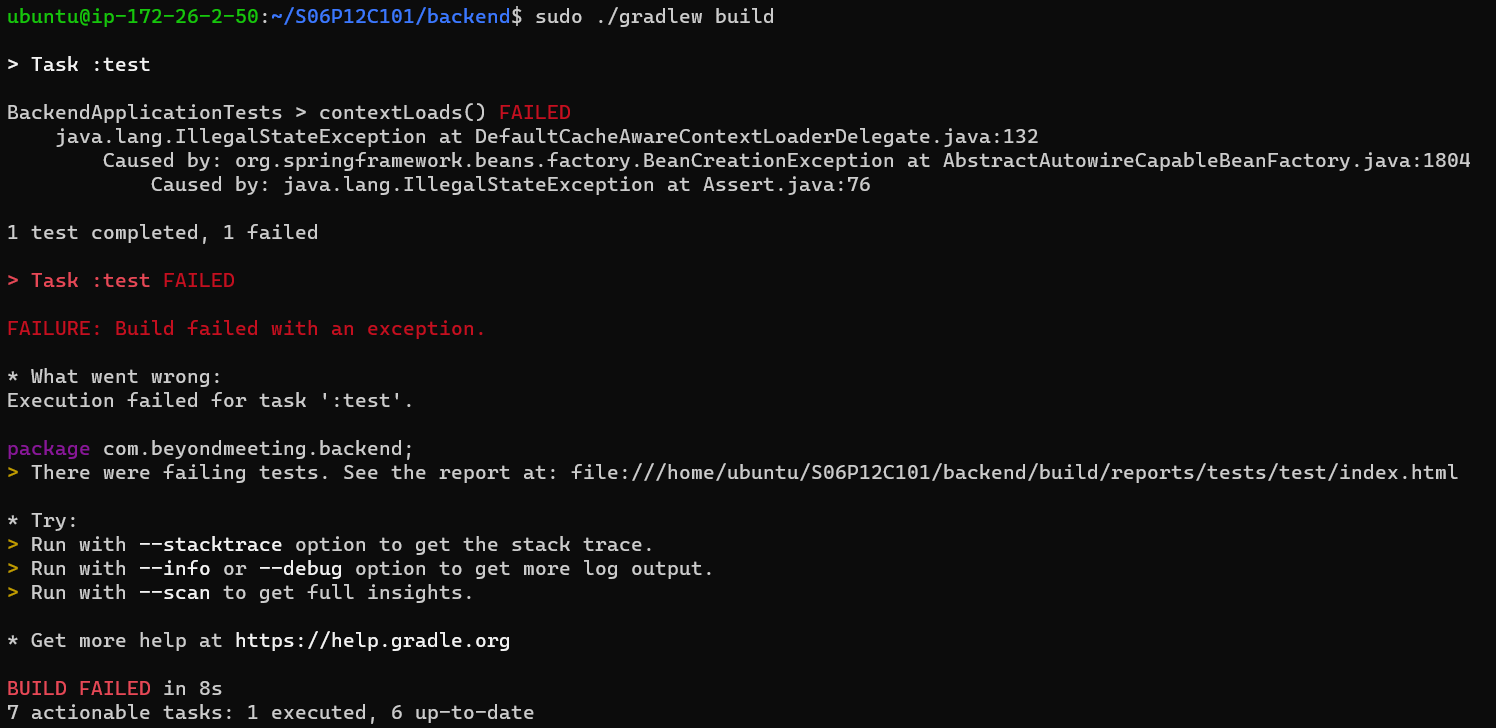 ubuntu@ip-172-26-2-50:~/S06P12C101/backend$ sudo ./gradlew build
> Task :test
BackendApplicationTests > contextLoads() FAILED
java.lang.IllegalStateException at DefaultCacheAwareContextLoaderDelegate.java:132
Caused by: org.springframework.beans.factory.BeanCreationException at AbstractAutowireCapableBeanFactory.java:1804
Caused by: java.lang.IllegalStateException at Assert.java:76
1 test completed, 1 failed
> Task :test FAILED
FAILURE: Build failed with an exception.
* What went wrong:
Execution failed for task ':test'.
package com.beyondmeeting.backend;
> There were failing tests. See the report at: file:///home/ubuntu/S06P12C101/backend/build/reports/tests/test/index.html
* Try:
> Run with --stacktrace option to get the stack trace.
> Run with --info or --debug option to get more log output.
> Run with --scan to get full insights.
* Get more help at https://help.gradle.org
BUILD FAILED in 8s
7 actionable tasks: 1 executed, 6 up-to-date